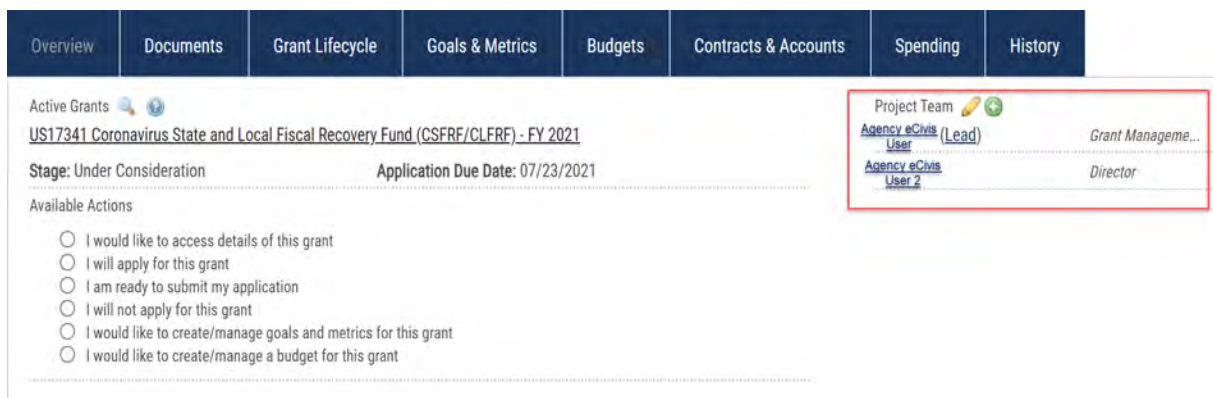 Overview Documents Grant Lifecycle Goals & Metrics Budgets Contracts & Accounts Spending History
Active Grants
US17341 Coronavirus State and Local Fiscal Recovery Fund (CSFRF/CLFRF) - FY 2021
Stage: Under Consideration Application Due Date: 07/23/2021
Available Actions
I would like to access details of this grant
I will apply for this grant
I am ready to submit my application
I will not apply for this grant
I would like to create/manage goals and metrics for this grant
I would like to create/manage a budget for this grant
Project Team
Agency eCivis User (Lead) Grant Manageme...
Agency eCivis User 2 Director